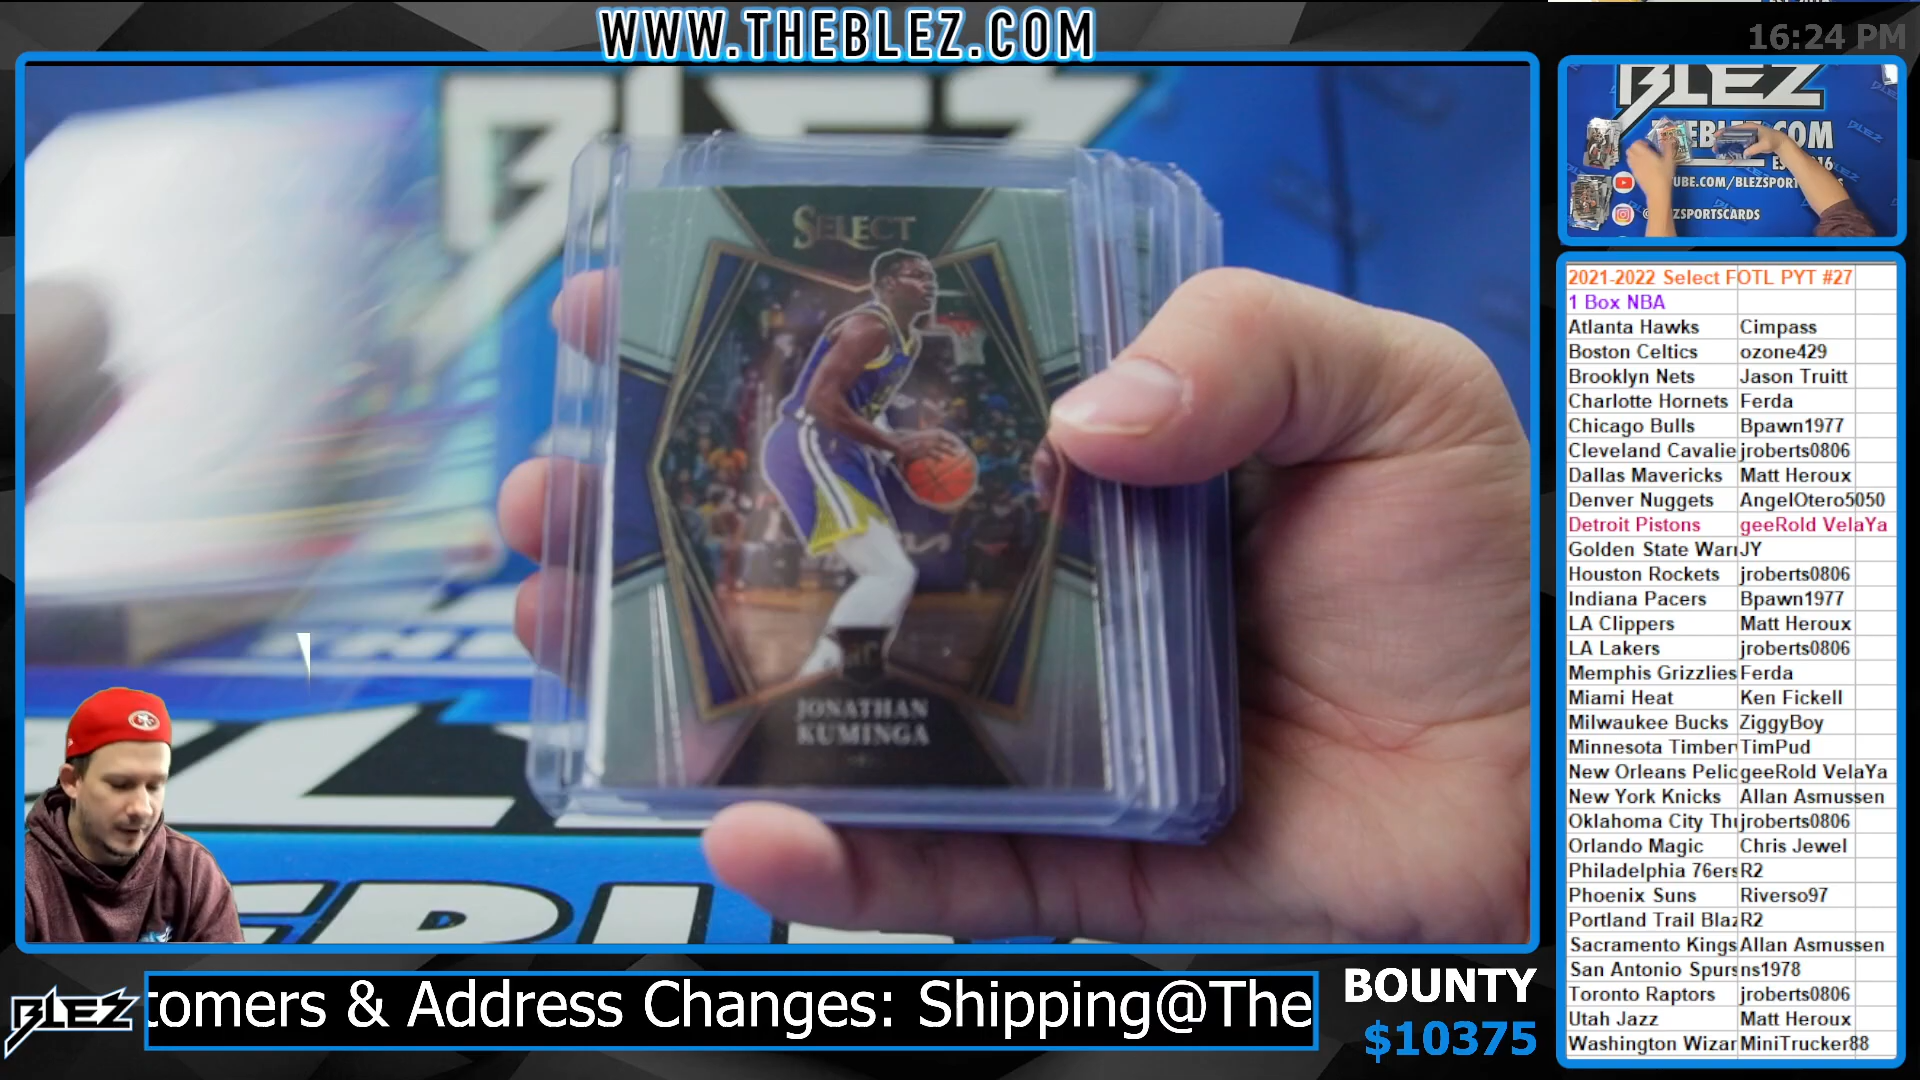 WWW.THEBLEZ.COM
16:24 PM
SELECT
JONATHAN
KUMINGA
BLEZ
.COM
BLEZ
ES
16
UBE.COM/BLEZSPORT
ZSPORTSCARDS
2021-2022 Select FOTL PYT #27
1 Box NBA
Atlanta Hawks Cimpass
Boston Celtics ozone429
Brooklyn Nets Jason Truitt
Charlotte Hornets Ferda
Chicago Bulls Bpawn1977
Cleveland Cavalie jroberts0806
Dallas Mavericks Matt Heroux
Denver Nuggets AngelOtero5050
Detroit Pistons geeRold VelaYa
Golden State Warr JY
Houston Rockets jroberts0806
Indiana Pacers Bpawn1977
LA Clippers Matt Heroux
LA Lakers jroberts0806
Memphis Grizzlies Ferda
Miami Heat Ken Fickell
Milwaukee Bucks ZiggyBoy
Minnesota Timber TimPud
New Orleans Pelic geeRold VelaYa
New York Knicks Allan Asmussen
Oklahoma City Thu jroberts0806
Orlando Magic Chris Jewel
Philadelphia 76ers R2
Phoenix Suns Riverso97
Portland Trail Blaz R2
Sacramento Kings Allan Asmussen
San Antonio Spurs ns1978
Toronto Raptors jroberts0806
Utah Jazz Matt Heroux
Washington Wizar MiniTrucker88
BLEZ
tomers & Address Changes: Shipping@The
BOUNTY
$10375